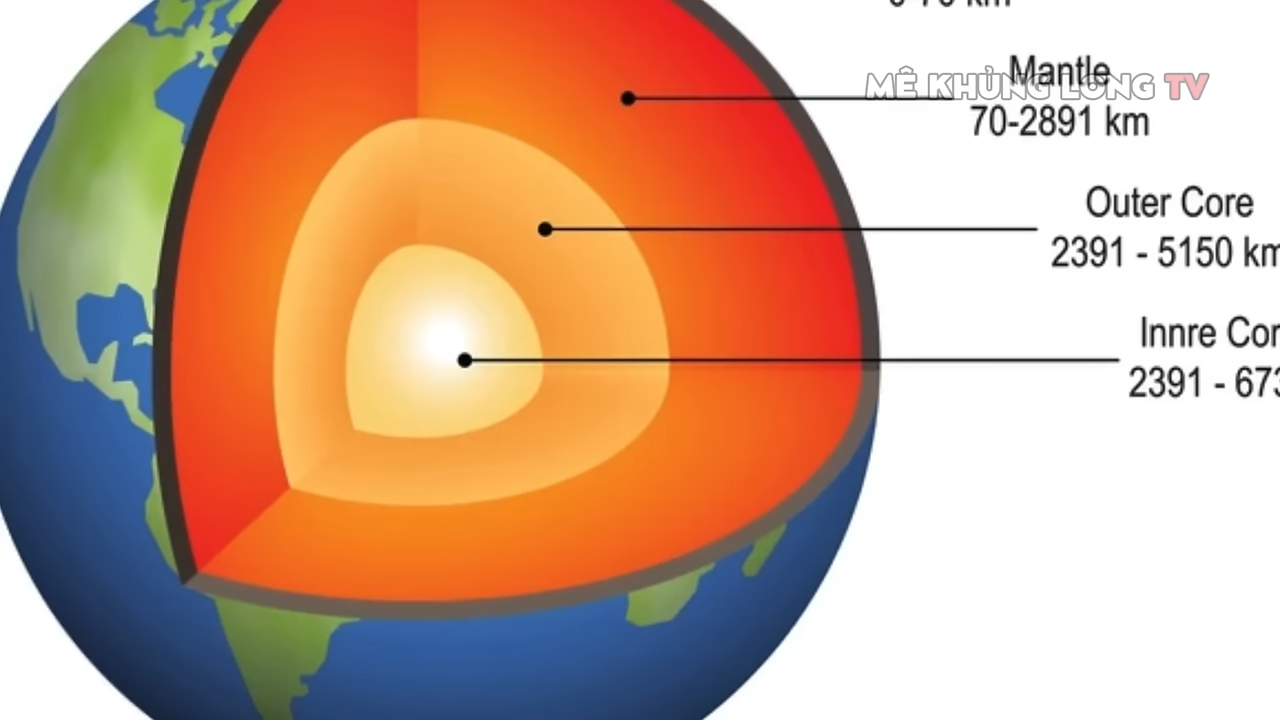 Mantle
MÊ KHỦNG LONG TV
70-2891 km
Outer Core
2391 - 5150 km
Innre Cor
2391 - 673